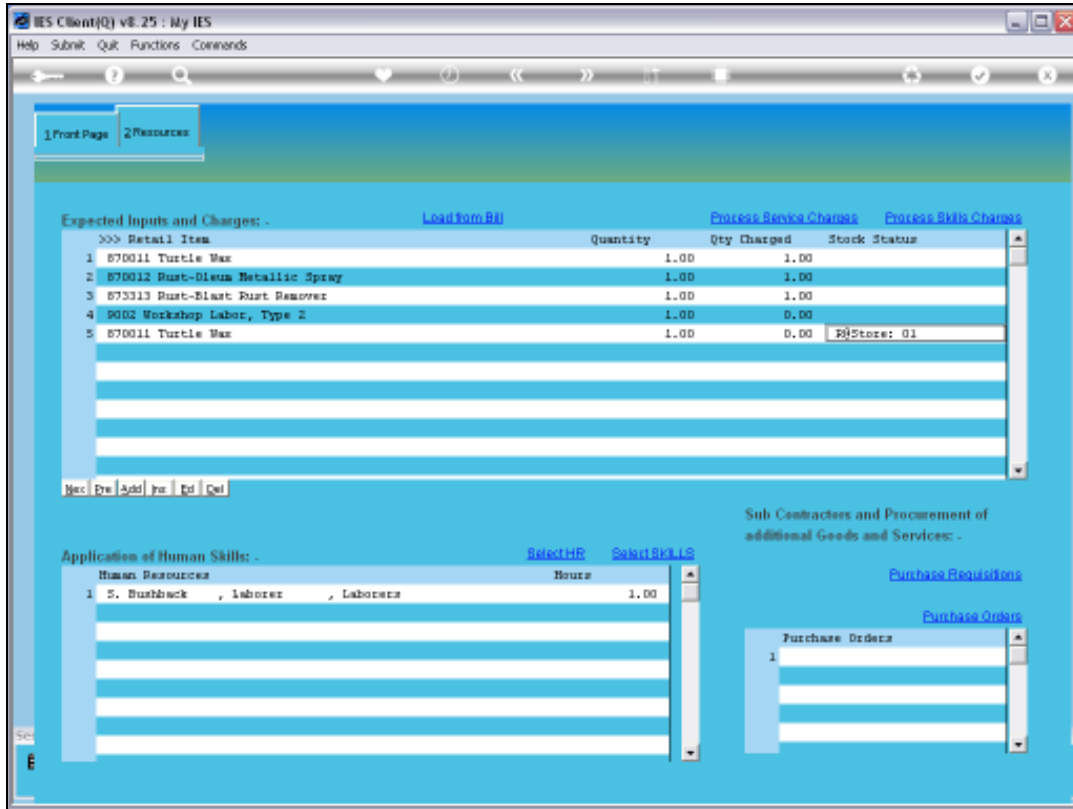 IES Client(Q) v8.25 : My IES
Help Submit Quit Functions Commands
1 Front Page 2 Resources
Expected Inputs and Charges: - Load from Bill Process Service Charges Process Skills Charges
>>> Retail Item Quantity Qty Charged Stock Status
1 870011 Turtle Wax 1.00 1.00
2 870012 Rust-Oleum Metallic Spray 1.00 1.00
3 873313 Rust-Blast Rust Remover 1.00 1.00
4 9002 Workshop Labor, Type 2 1.00 0.00
5 870011 Turtle Wax 1.00 0.00 R@Store: 01
Nex Pre Add Ins Ed Del
Sub Contractors and Procurement of
additional Goods and Services: -
Application of Human Skills: - Select HR Select SKILLS
Human Resources Hours
Purchase Requisitions
1 S. Bushback , laborer , Laborers 1.00
Purchase Orders
Purchase Orders
1